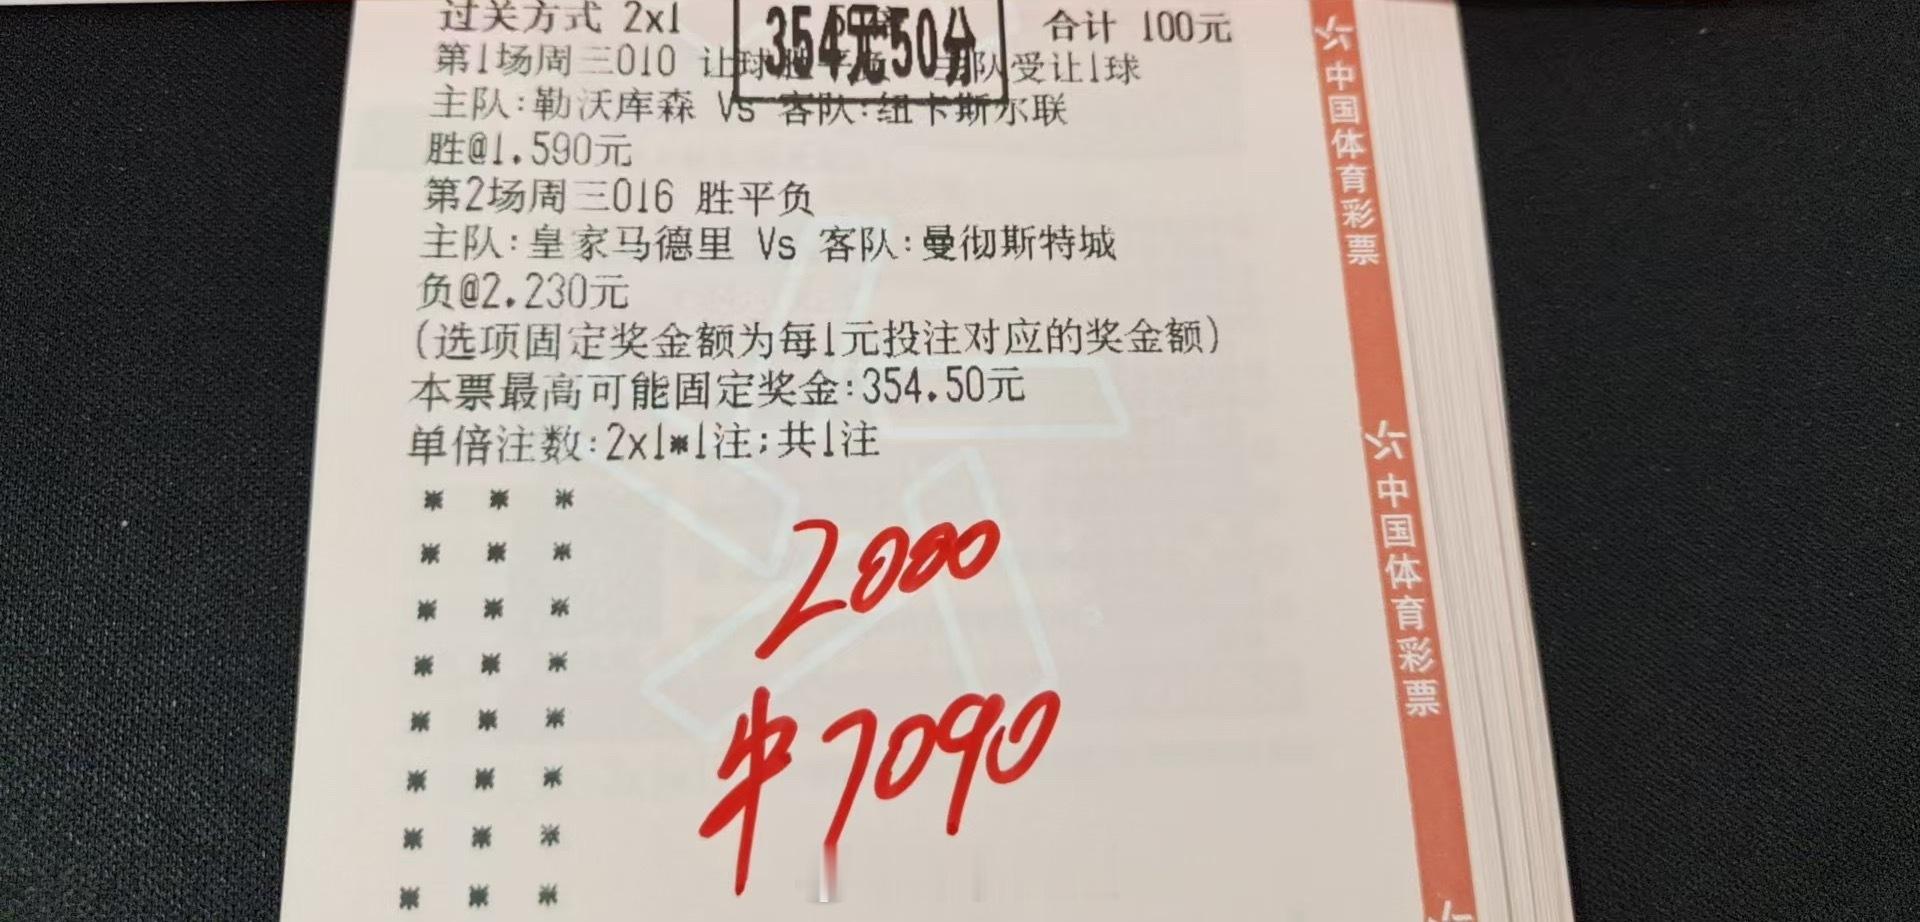 过关方式 2x1 合计 100元
354元50分
第1场周三010 让球胜平负 主队受让1球
主队:勒沃库森 Vs 客队:纽卡斯尔联
胜@1.590元
第2场周三016 胜平负
主队:皇家马德里 Vs 客队:曼彻斯特城
负@2.230元
(选项固定奖金额为每1元投注对应的奖金额)
本票最高可能固定奖金:354.50元
单倍注数:2x1*1注;共1注
2000
中7090
中国体育彩票
中国体育彩票